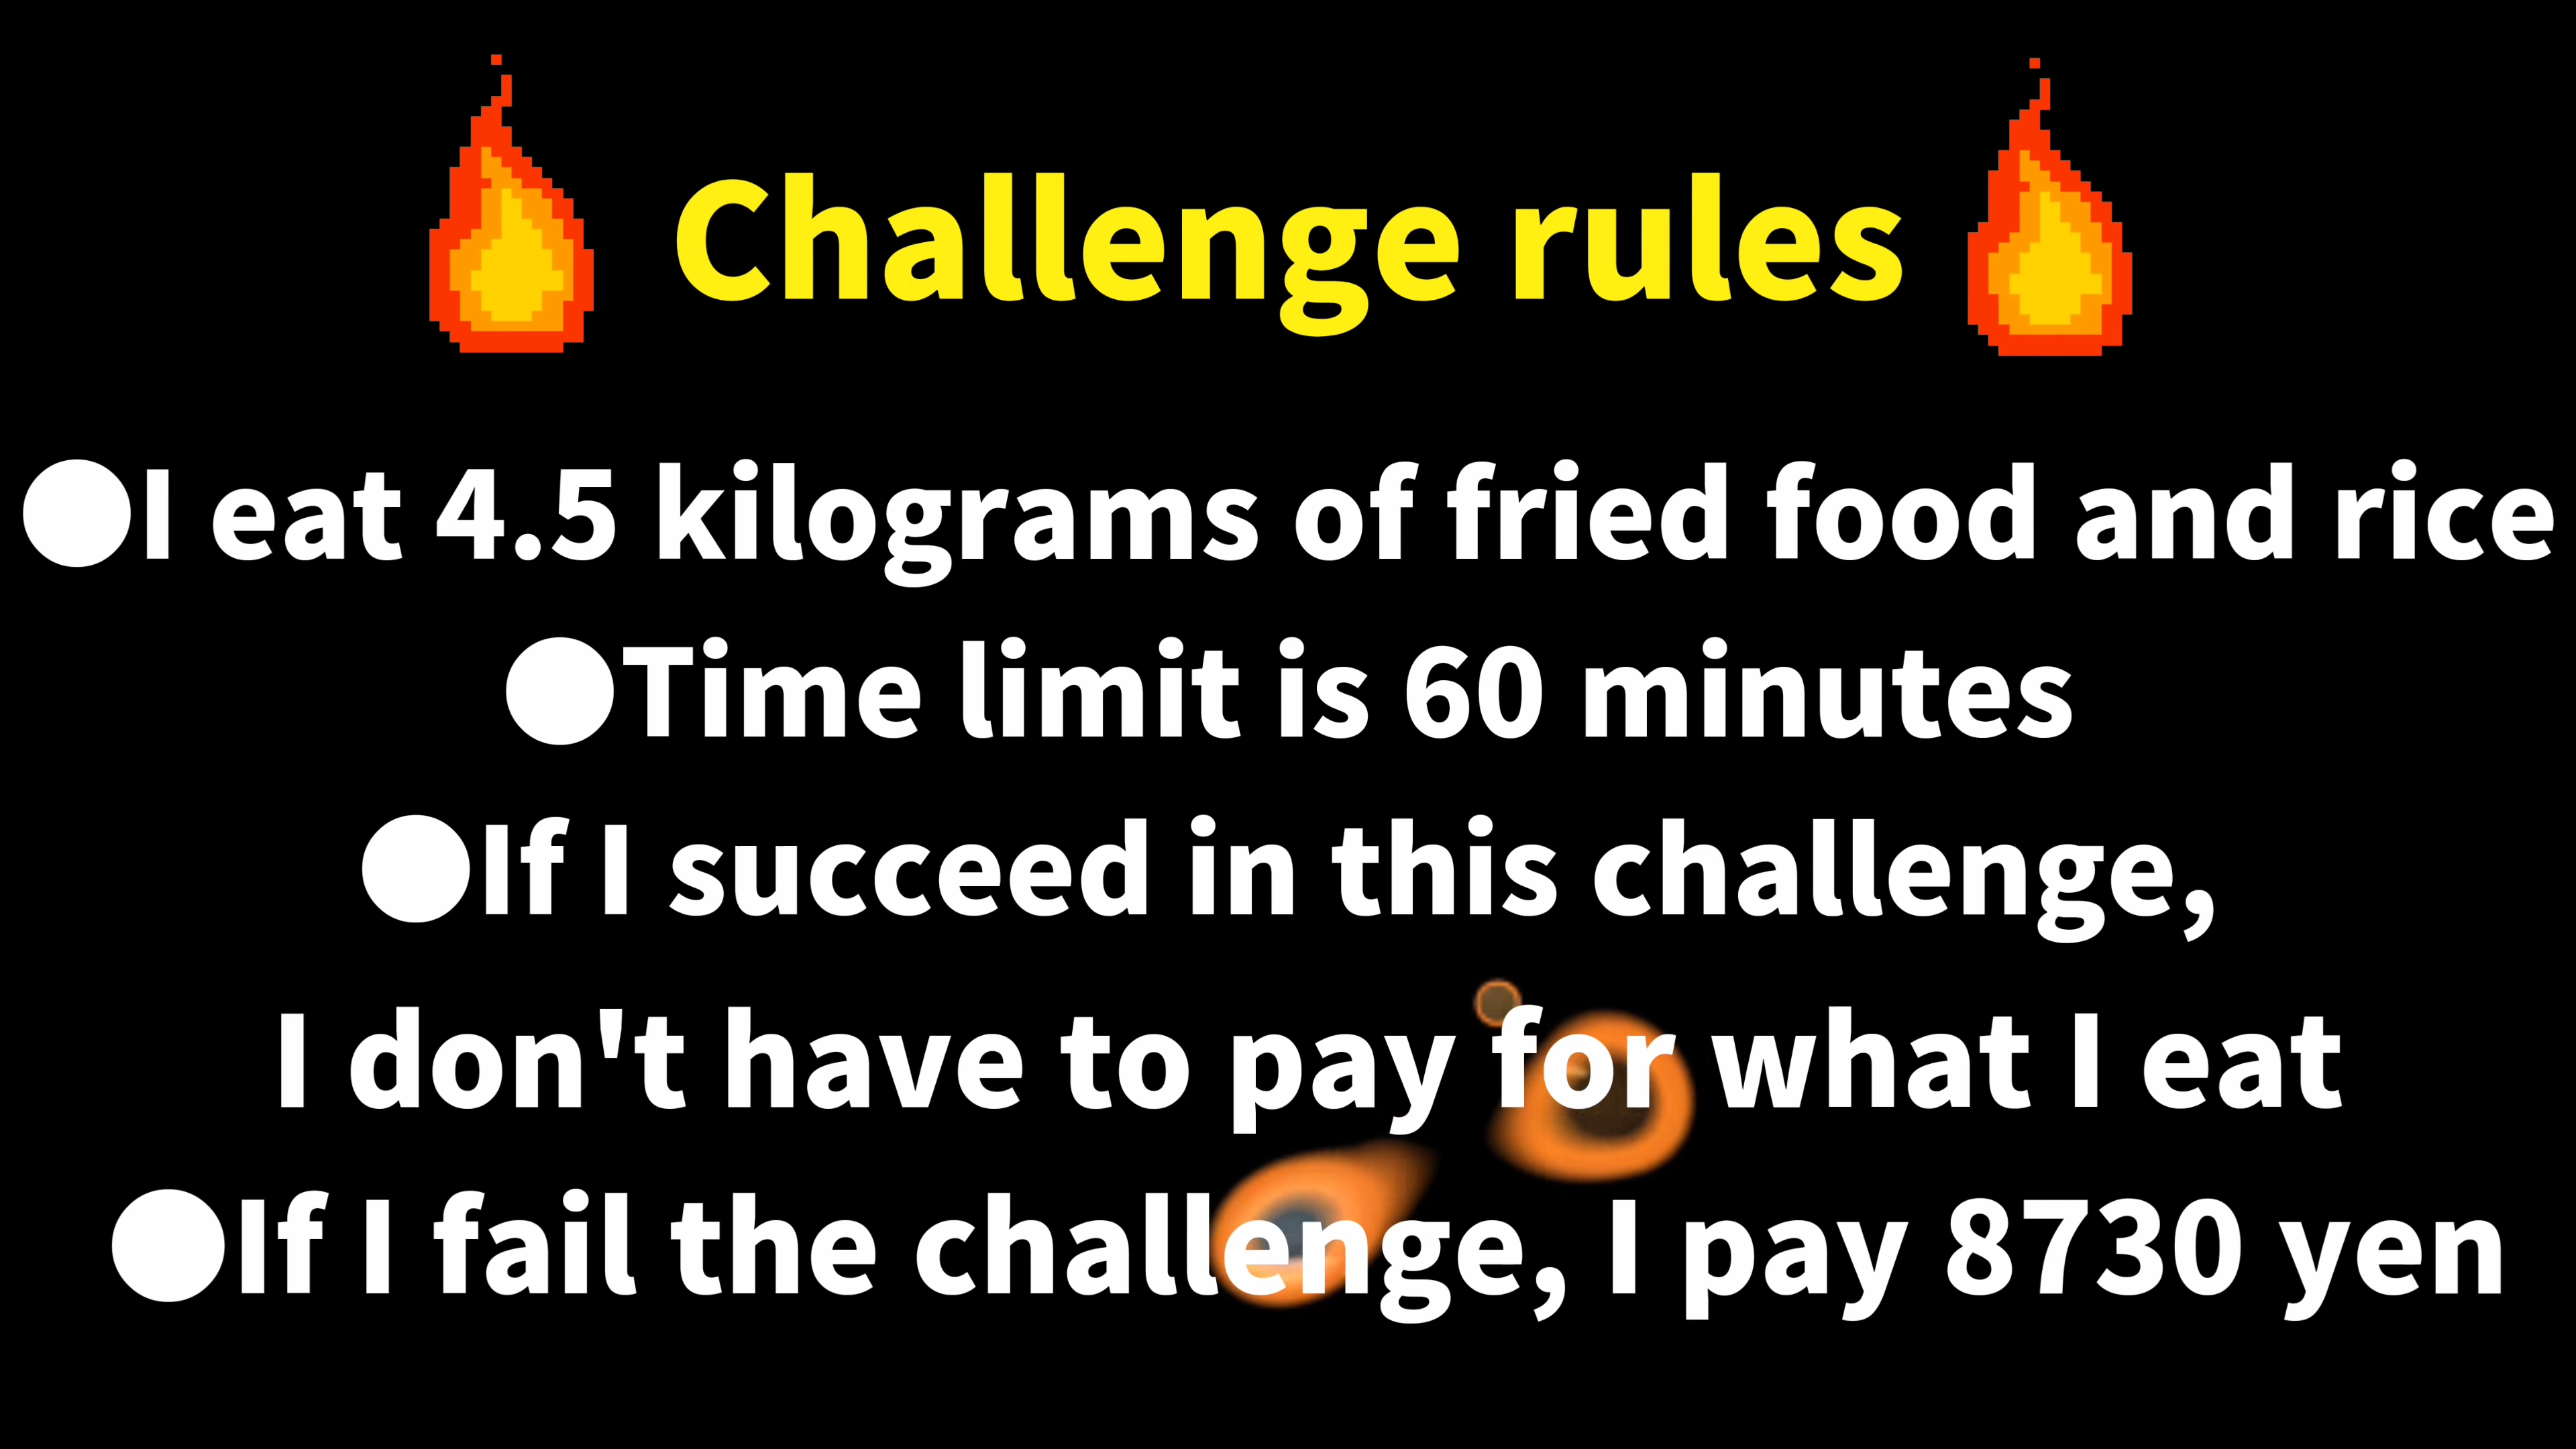 Challenge rules
●I eat 4.5 kilograms of fried food and rice
●Time limit is 60 minutes
●If I succeed in this challenge,
I don't have to pay for what I eat
●If I fail the challenge, I pay 8730 yen